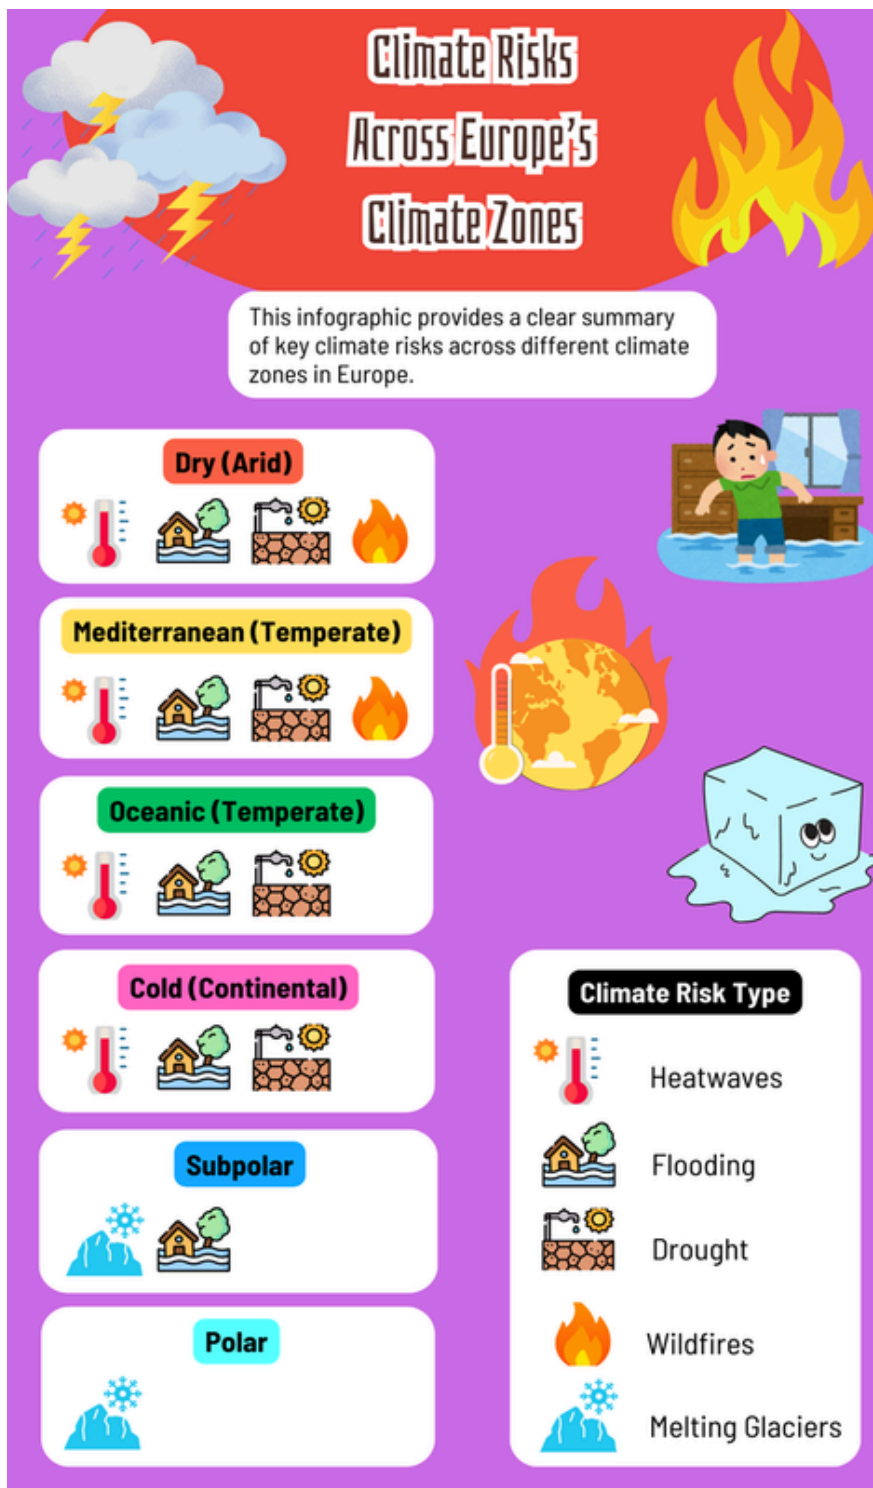 Climate Risks
Across Europe's
Climate Zones
This infographic provides a clear summary
of key climate risks across different climate
zones in Europe.
Dry (Arid)
Mediterranean (Temperate)
Oceanic (Temperate)
Cold (Continental)
Subpolar
Polar
Climate Risk Type
Heatwaves
Flooding
Drought
Wildfires
Melting Glaciers